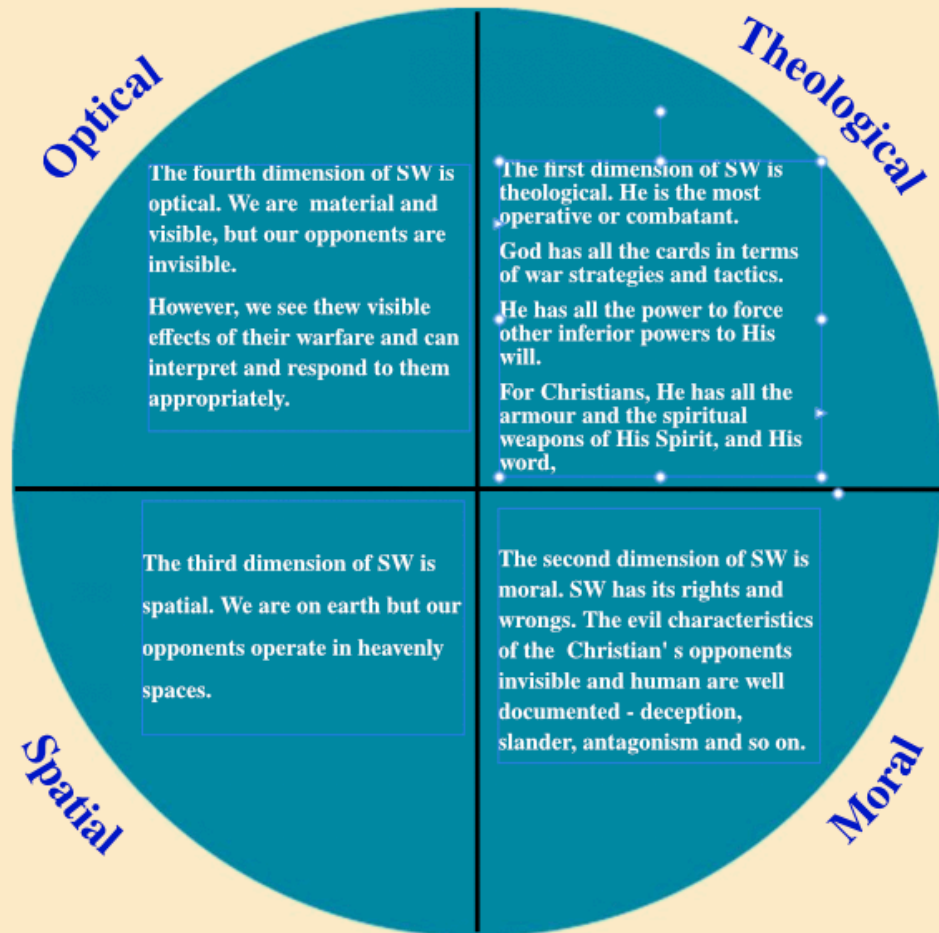 Optical
Theological
The fourth dimension of SW is
optical. We are  material and
visible, but our opponents are
invisible.
However, we see thew visible
effects of their warfare and can
interpret and respond to them
appropriately.
The first dimension of SW is
theological. He is the most
operative or combatant.
God has all the cards in terms
of war strategies and tactics.
He has all the power to force
other inferior powers to His
will.
For Christians, He has all the
armour and the spiritual
weapons of His Spirit, and His
word,
The third dimension of SW is
spatial. We are on earth but our
opponents operate in heavenly
spaces.
The second dimension of SW is
moral. SW has its rights and
wrongs. The evil characteristics
of the  Christian' s opponents
invisible and human are well
documented - deception,
slander, antagonism and so on.
Spatial
Moral